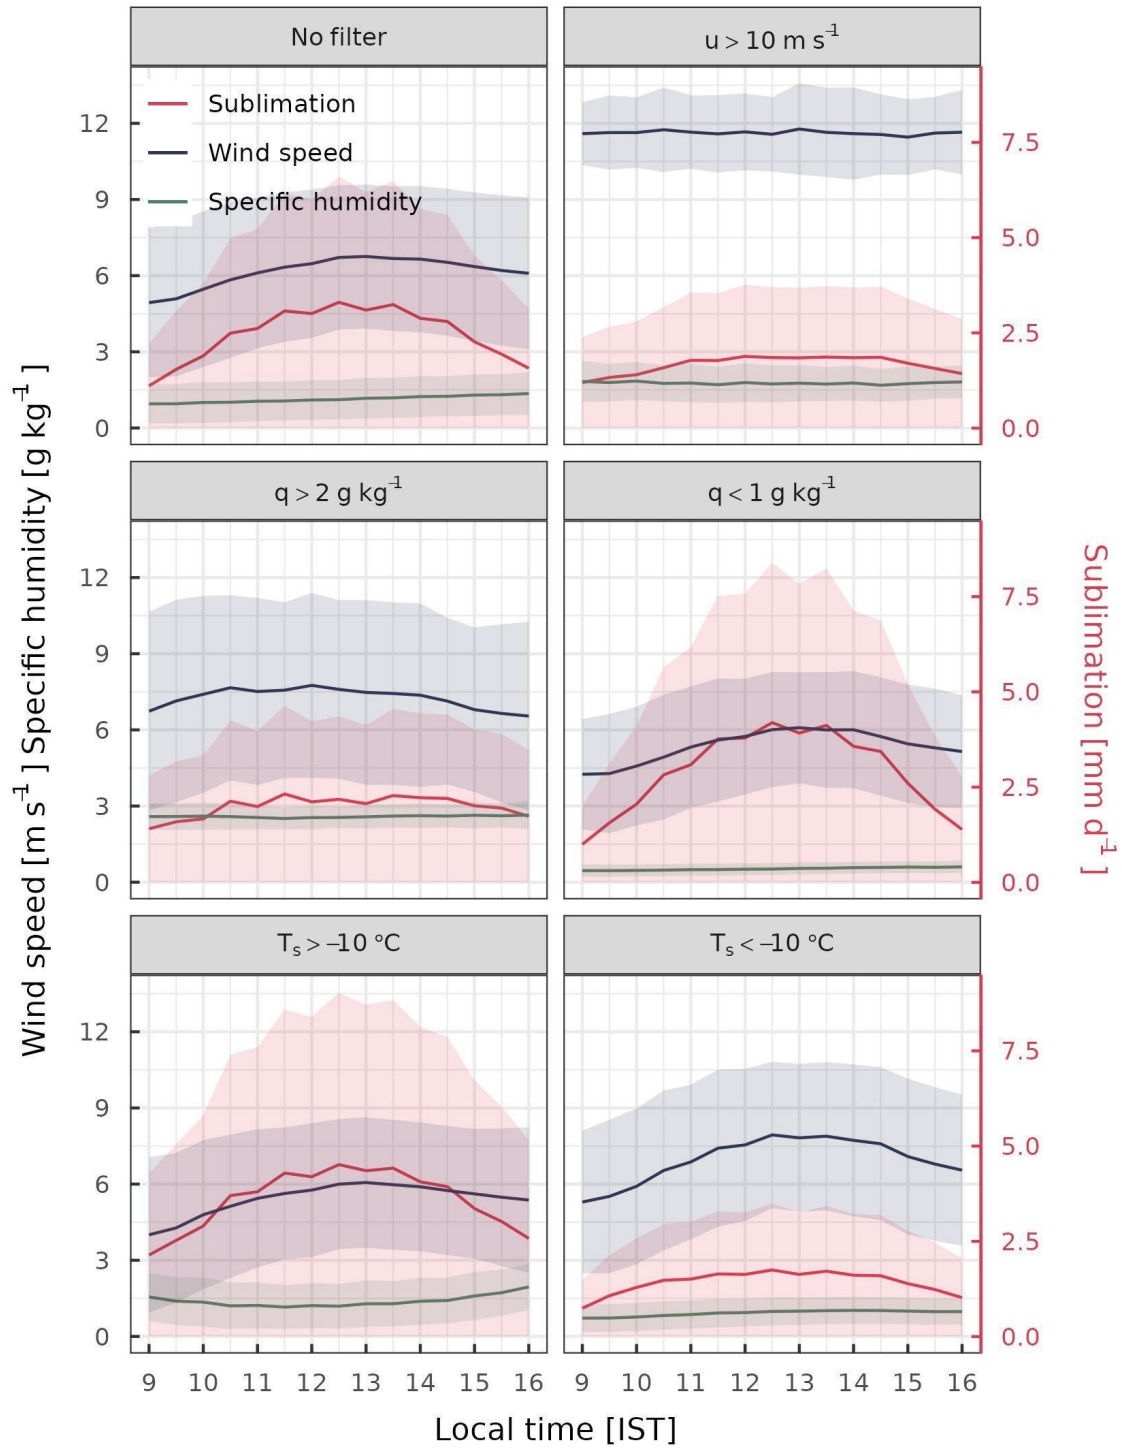 No filter
u > 10 m s⁻¹
Sublimation
Wind speed
Specific humidity
12
9
6
3
0
7.5
5.0
2.5
0.0
q > 2 g kg⁻¹
q < 1 g kg⁻¹
12
9
6
3
0
7.5
5.0
2.5
0.0
Wind speed [m s⁻¹] Specific humidity [g kg⁻¹]
Sublimation [mm d⁻¹]
Tₛ > −10 °C
Tₛ < −10 °C
12
9
6
3
0
7.5
5.0
2.5
0.0
9 10 11 12 13 14 15 16
9 10 11 12 13 14 15 16
Local time [IST]